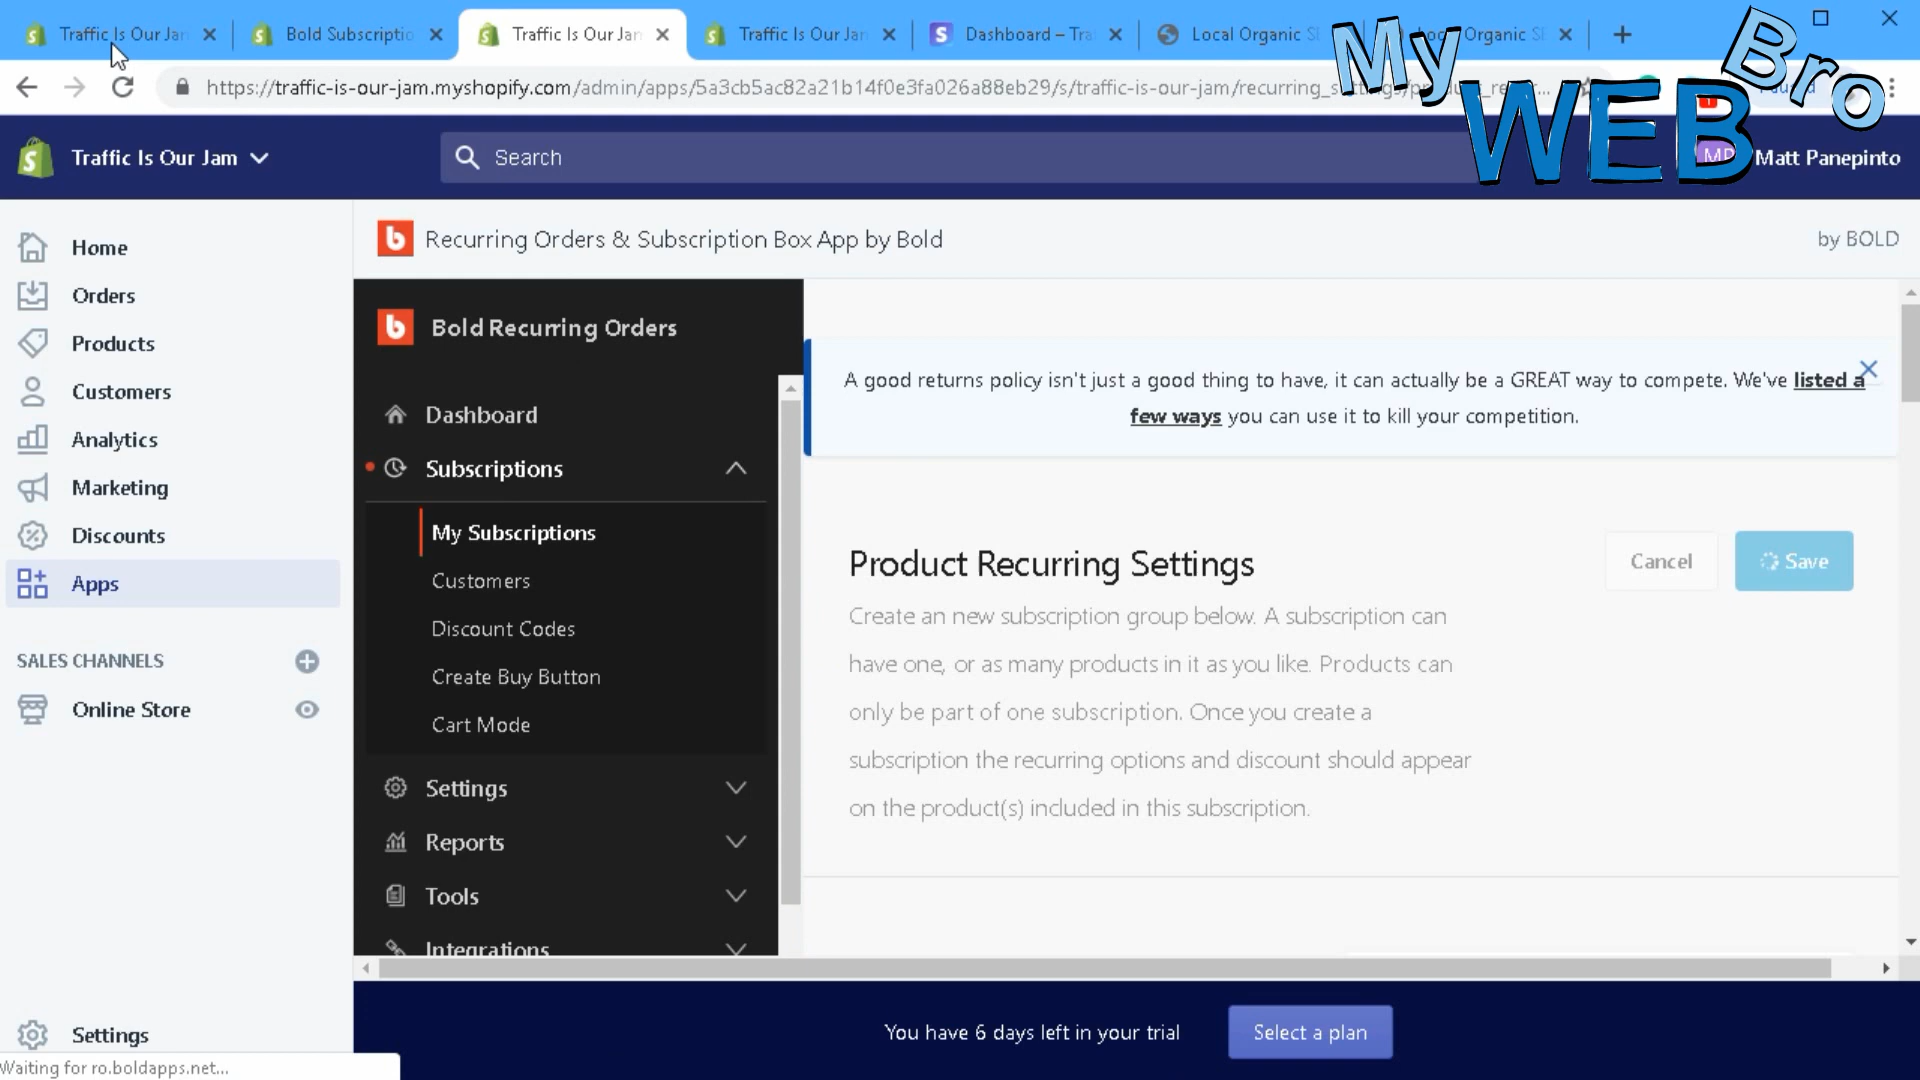 Traffic Is Our Jan
Bold Subscriptio
Traffic Is Our Jan
Traffic Is Our Jan
Dashboard – Tra
Local Organic SE
Local Organic SE
My WEB Bro
https://traffic-is-our-jam.myshopify.com/admin/apps/5a3cb5ac82a21b14f0e3fa026a88eb29/s/traffic-is-our-jam/recurring_settings/product_recur...
Paused
Traffic Is Our Jam
Search
MP
Matt Panepinto
Home
Orders
Products
Customers
Analytics
Marketing
Discounts
Apps
SALES CHANNELS
Online Store
Settings
Waiting for ro.boldapps.net...
Recurring Orders & Subscription Box App by Bold
by BOLD
Bold Recurring Orders
Dashboard
Subscriptions
My Subscriptions
Customers
Discount Codes
Create Buy Button
Cart Mode
Settings
Reports
Tools
Integrations
A good returns policy isn't just a good thing to have, it can actually be a GREAT way to compete. We've listed a
few ways you can use it to kill your competition.
Product Recurring Settings
Cancel
Save
Create an new subscription group below. A subscription can
have one, or as many products in it as you like. Products can
only be part of one subscription. Once you create a
subscription the recurring options and discount should appear
on the product(s) included in this subscription.
You have 6 days left in your trial
Select a plan